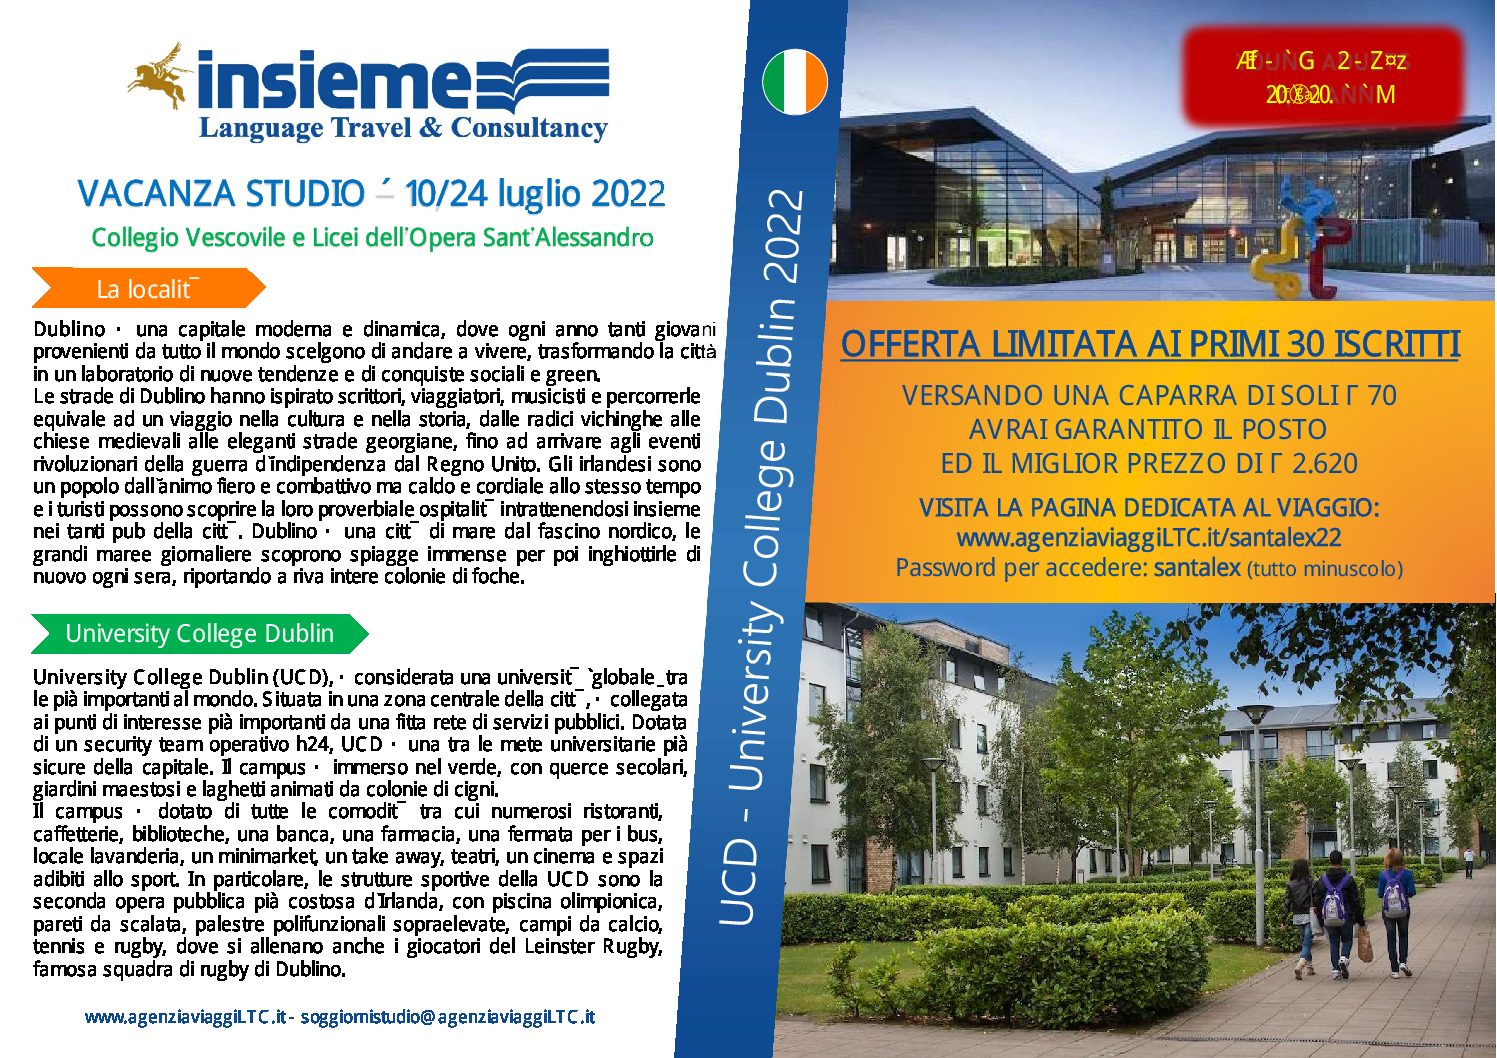 insieme
Language Travel & Consultancy
VACANZA STUDIO ´ 10/24 luglio 2022
Collegio Vescovile e Licei dell'Opera Sant'Alessandro
La localit¯
Dublino · una capitale moderna e dinamica, dove ogni anno tanti giovani
provenienti da tutto il mondo scelgono di andare a vivere, trasformando la città
in un laboratorio di nuove tendenze e di conquiste sociali e green.
Le strade di Dublino hanno ispirato scrittori, viaggiatori, musicisti e percorrerle
equivale ad un viaggio nella cultura e nella storia, dalle radici vichinghe alle
chiese medievali alle eleganti strade georgiane, fino ad arrivare agli eventi
rivoluzionari della guerra d'indipendenza dal Regno Unito. Gli irlandesi sono
un popolo dall'animo fiero e combattivo ma caldo e cordiale allo stesso tempo
e i turisti possono scoprire la loro proverbiale ospitalit¯ intrattenendosi insieme
nei tanti pub della citt¯. Dublino · una citt¯ di mare dal fascino nordico, le
grandi maree giornaliere scoprono spiagge immense per poi inghiottirle di
nuovo ogni sera, riportando a riva intere colonie di foche.
University College Dublin
University College Dublin (UCD), · considerata una universit¯ `globale_tra
le pià importanti al mondo. Situata in una zona centrale della citt¯, · collegata
ai punti di interesse pià importanti da una fitta rete di servizi pubblici. Dotata
di un security team operativo h24, UCD · una tra le mete universitarie pià
sicure della capitale. Il campus · immerso nel verde, con querce secolari,
giardini maestosi e laghetti animati da colonie di cigni.
Il campus · dotato di tutte le comodit¯ tra cui numerosi ristoranti,
caffetterie, biblioteche, una banca, una farmacia, una fermata per i bus,
locale lavanderia, un minimarket, un take away, teatri, un cinema e spazi
adibiti allo sport. In particolare, le strutture sportive della UCD sono la
seconda opera pubblica pià costosa d'Irlanda, con piscina olimpionica,
pareti da scalata, palestre polifunzionali sopraelevate, campi da calcio,
tennis e rugby, dove si allenano anche i giocatori del Leinster Rugby,
famosa squadra di rugby di Dublino.
www.agenziaviaggiLTC.it - soggiornistudio@agenziaviaggiLTC.it
UCD - University College Dublin 2022
OFFERTA LIMITATA AI PRIMI 30 ISCRITTI
VERSANDO UNA CAPARRA DI SOLI Γ 70
AVRAI GARANTITO IL POSTO
ED IL MIGLIOR PREZZO DI Γ 2.620
VISITA LA PAGINA DEDICATA AL VIAGGIO:
www.agenziaviaggiLTC.it/santalex22
Password per accedere: santalex (tutto minuscolo)